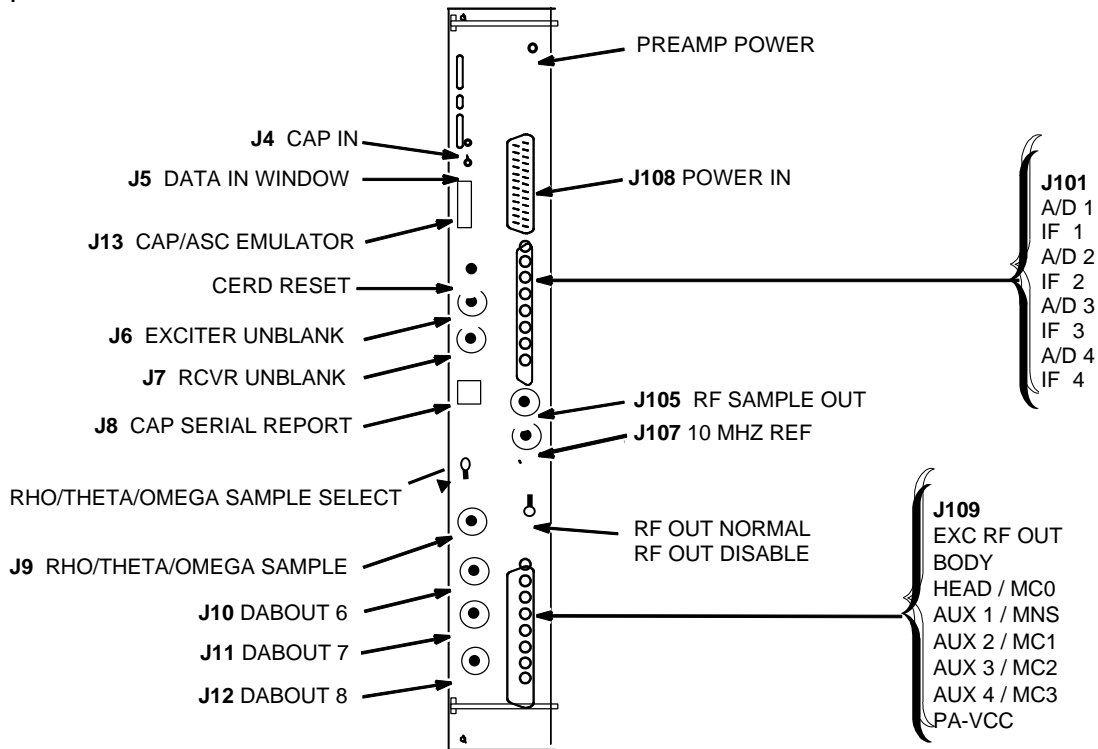 PREAMP POWER
J4 CAP IN
J5 DATA IN WINDOW
J108 POWER IN
J13 CAP/ASC EMULATOR
CERD RESET
J6 EXCITER UNBLANK
J7 RCVR UNBLANK
J8 CAP SERIAL REPORT
J105 RF SAMPLE OUT
J107 10 MHZ REF
RHO/THETA/OMEGA SAMPLE SELECT
RF OUT NORMAL
RF OUT DISABLE
J9 RHO/THETA/OMEGA SAMPLE
J10 DABOUT 6
J11 DABOUT 7
J12 DABOUT 8
J101
A/D 1
IF 1
A/D 2
IF 2
A/D 3
IF 3
A/D 4
IF 4
J109
EXC RF OUT
BODY
HEAD / MC0
AUX 1 / MNS
AUX 2 / MC1
AUX 3 / MC2
AUX 4 / MC3
PA-VCC